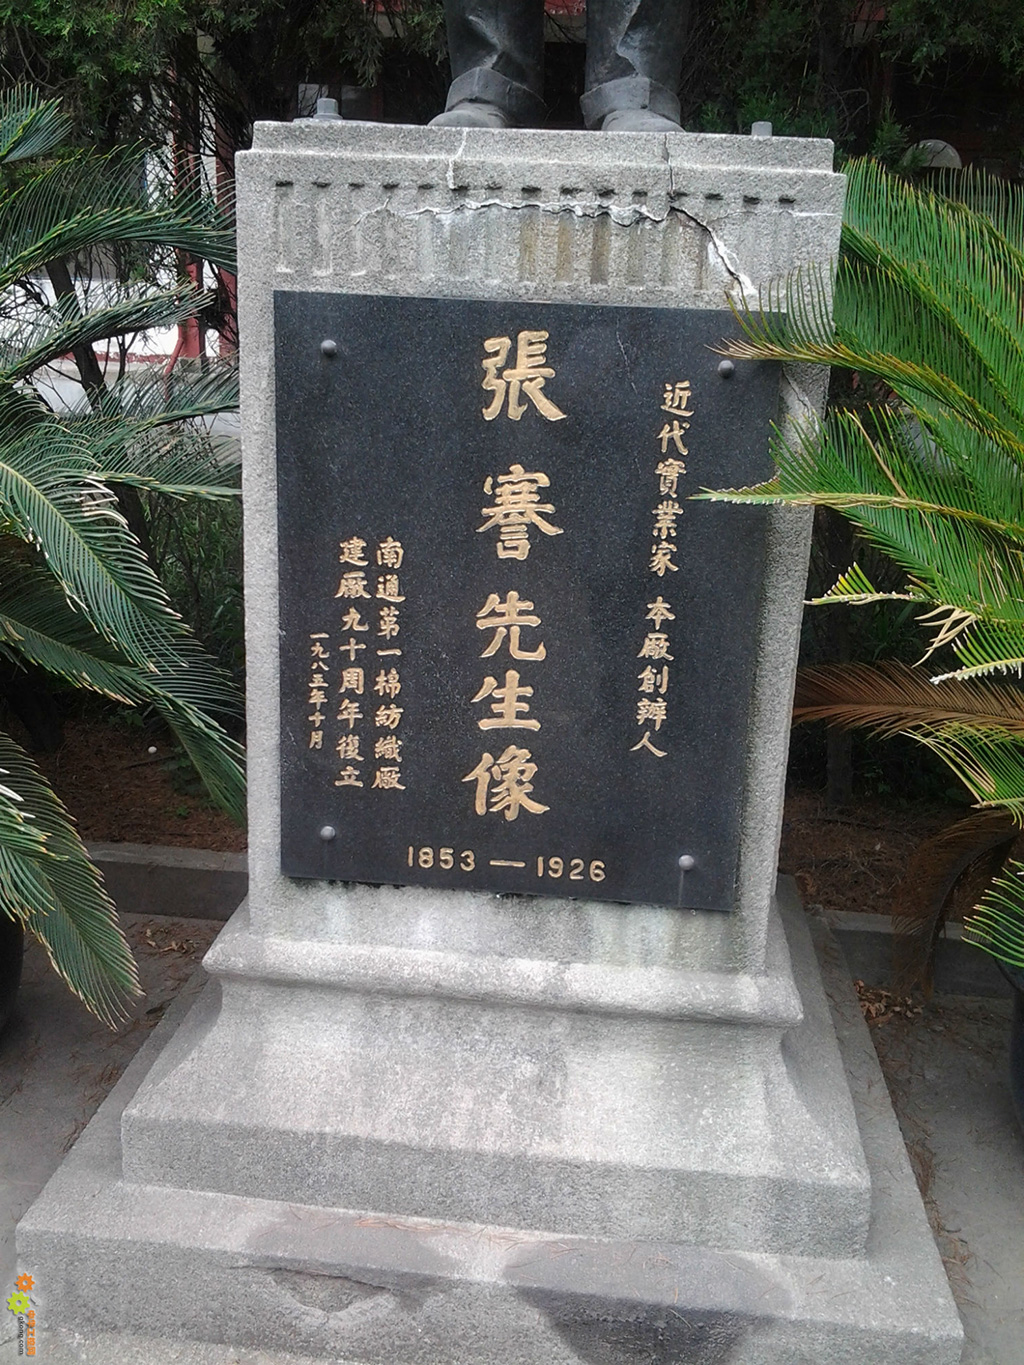 近代實業家 本廠創辦人
張謇先生像
1853—1926
南通第一棉紡織廠
建廠九十周年復立
一九八五年十月